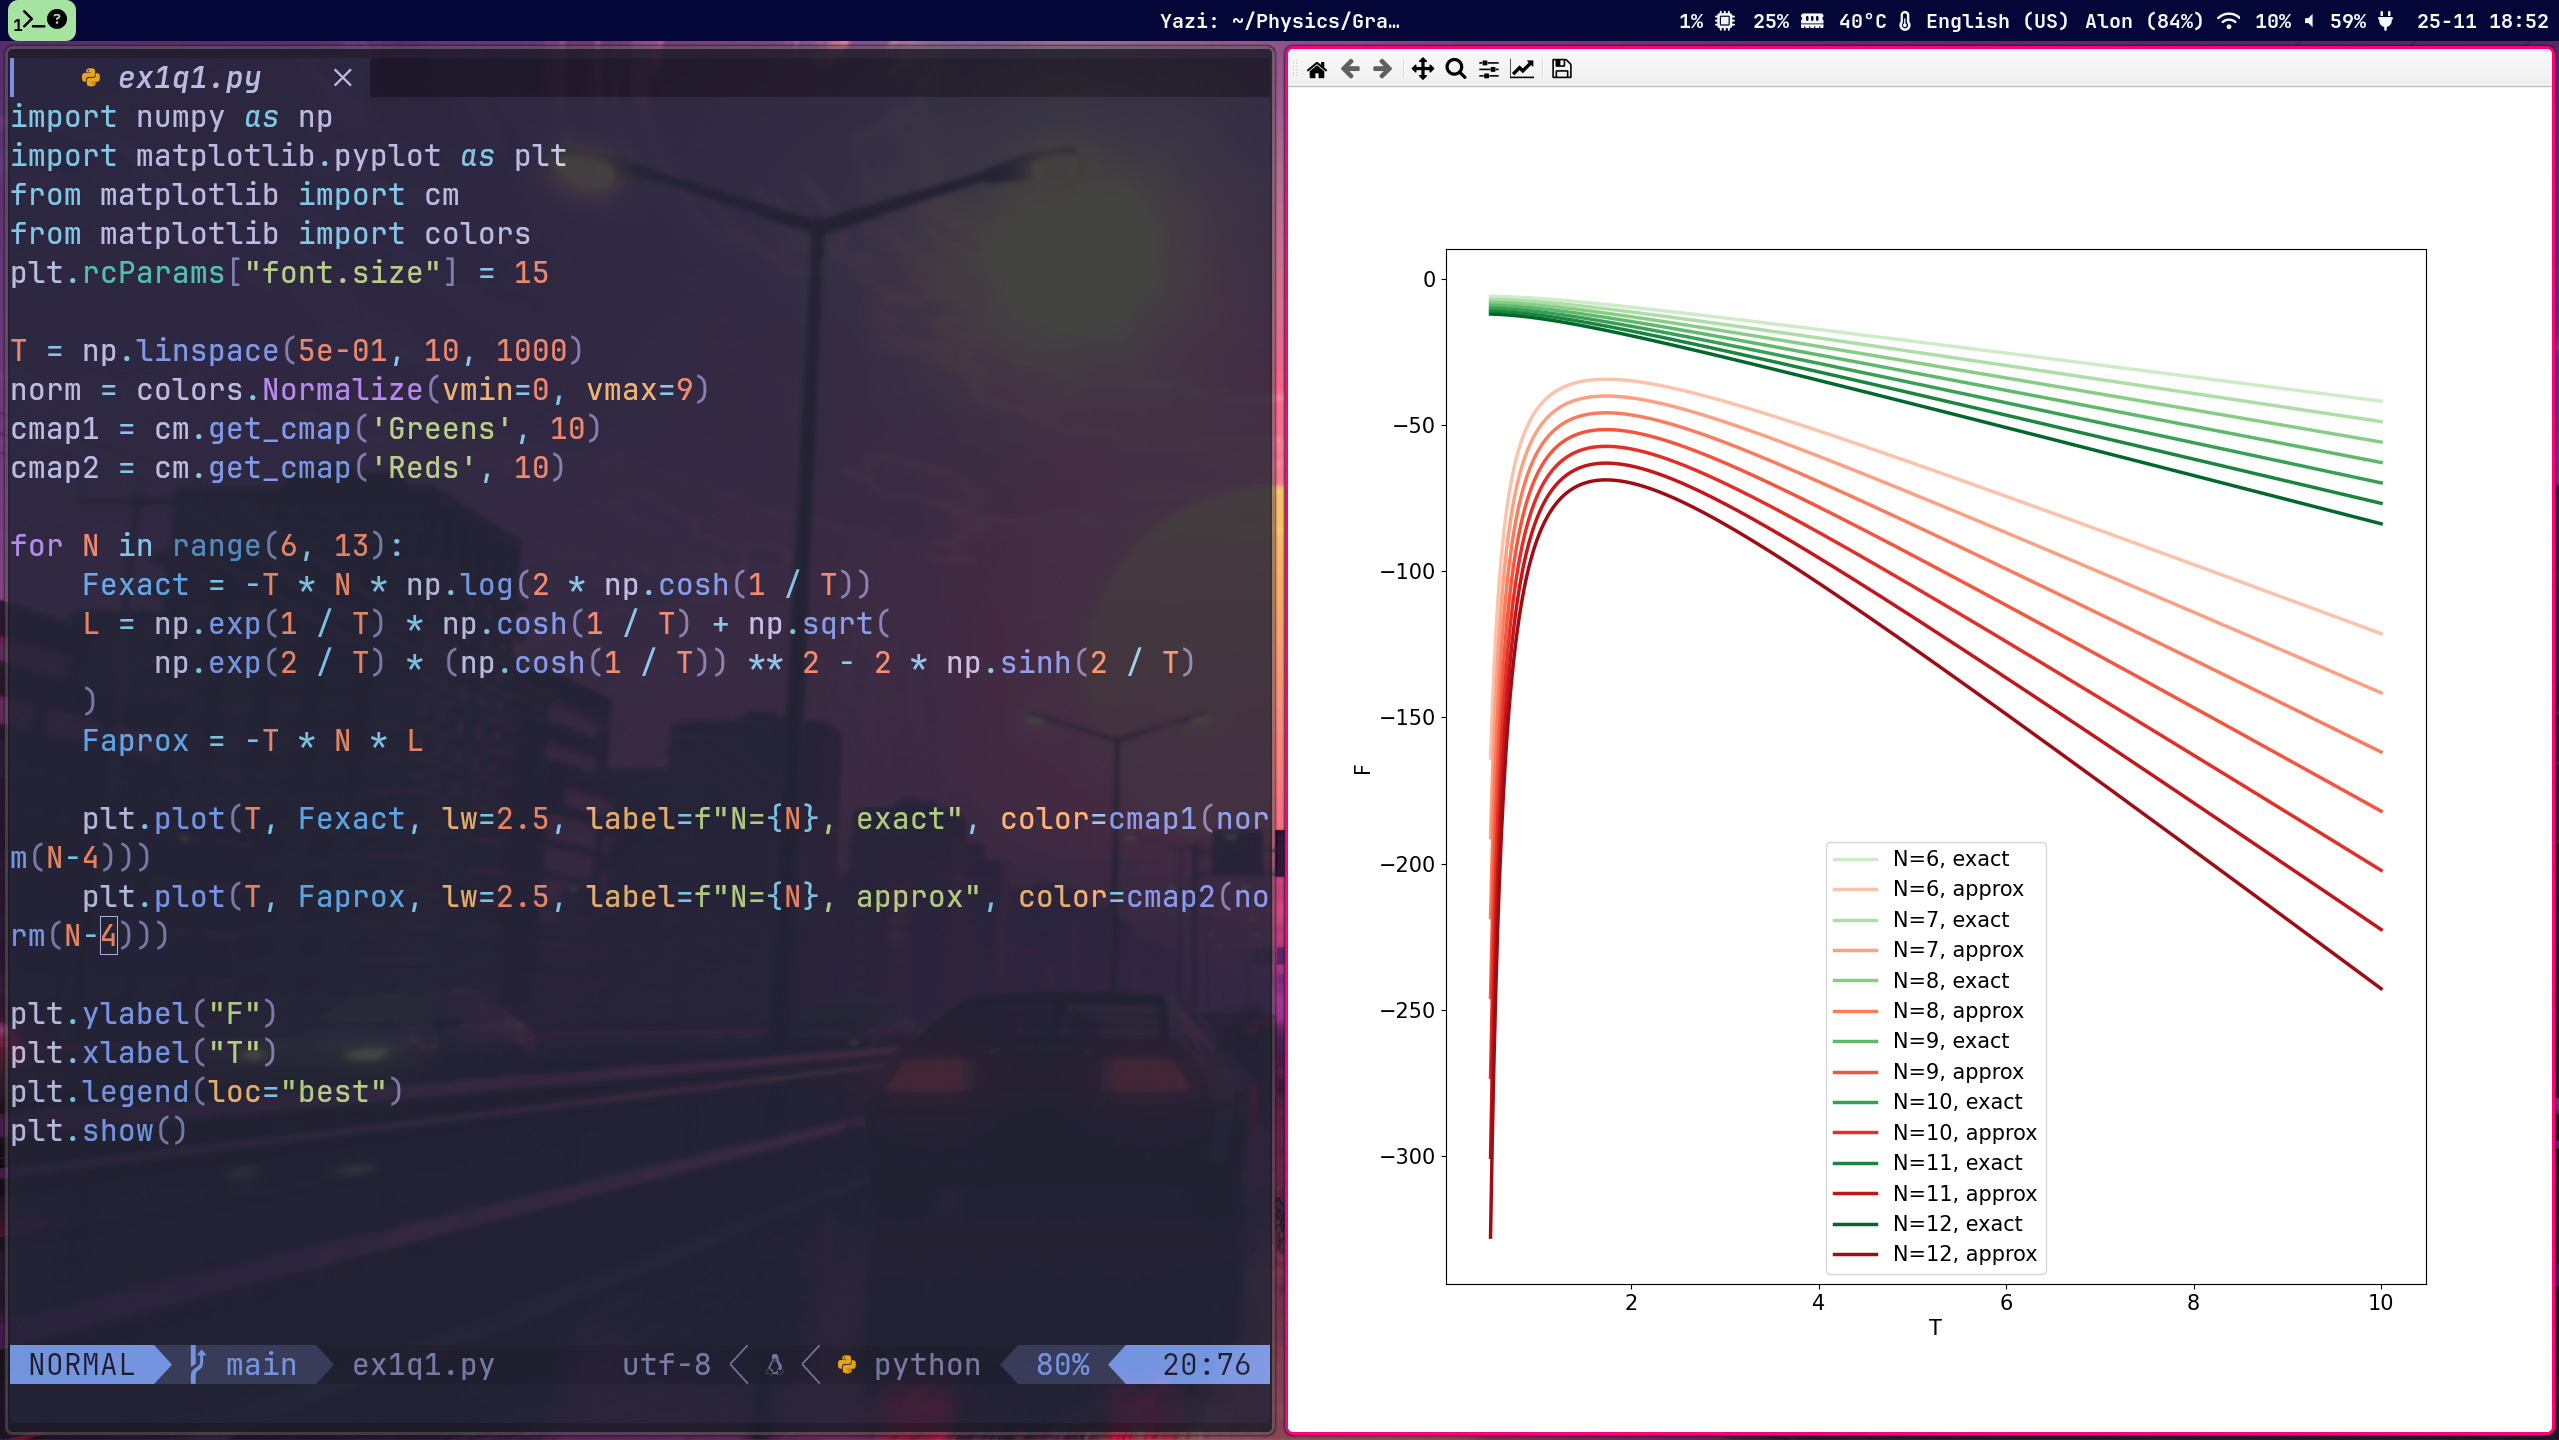 1
Yazi: ~/Physics/Gra…
1% 25% 40°C English (US) Alon (84%) 10% 59% 25-11 18:52
ex1q1.py
import numpy as np
import matplotlib.pyplot as plt
from matplotlib import cm
from matplotlib import colors
plt.rcParams["font.size"] = 15
T = np.linspace(5e-01, 10, 1000)
norm = colors.Normalize(vmin=0, vmax=9)
cmap1 = cm.get_cmap('Greens', 10)
cmap2 = cm.get_cmap('Reds', 10)
for N in range(6, 13):
    Fexact = -T * N * np.log(2 * np.cosh(1 / T))
    L = np.exp(1 / T) * np.cosh(1 / T) + np.sqrt(
        np.exp(2 / T) * (np.cosh(1 / T)) ** 2 - 2 * np.sinh(2 / T)
    )
    Faprox = -T * N * L
    plt.plot(T, Fexact, lw=2.5, label=f"N={N}, exact", color=cmap1(nor
m(N-4)))
    plt.plot(T, Faprox, lw=2.5, label=f"N={N}, approx", color=cmap2(no
rm(N-4)))
plt.ylabel("F")
plt.xlabel("T")
plt.legend(loc="best")
plt.show()
NORMAL main ex1q1.py utf-8 python 80% 20:76
0
−50
−100
−150
−200
−250
−300
F
N=6, exact
N=6, approx
N=7, exact
N=7, approx
N=8, exact
N=8, approx
N=9, exact
N=9, approx
N=10, exact
N=10, approx
N=11, exact
N=11, approx
N=12, exact
N=12, approx
2 4 6 8 10
T